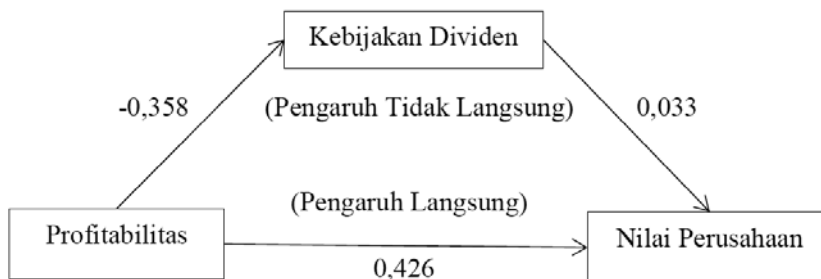 Kebijakan Dividen
-0,358
(Pengaruh Tidak Langsung)
0,033
(Pengaruh Langsung)
Profitabilitas
Nilai Perusahaan
0,426